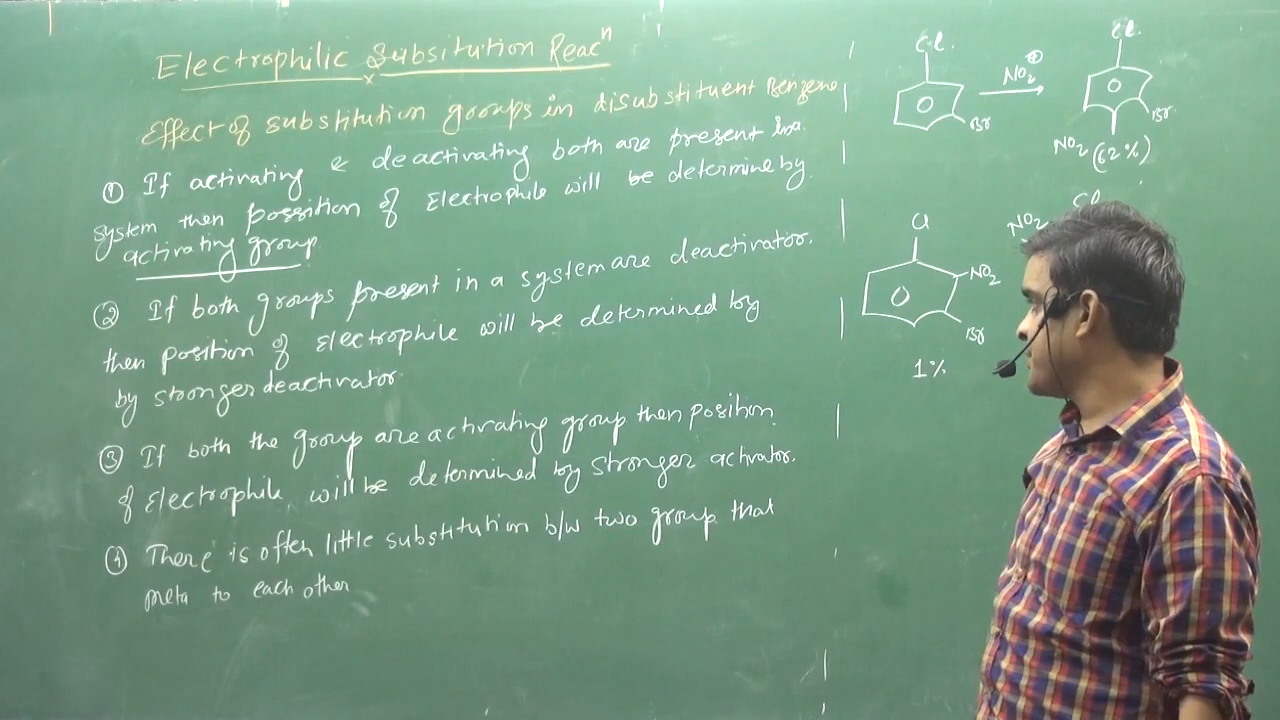 Electrophilic Subsitution Reacⁿ
Effect of substitution groups in disubstituent Benzene
① If activating & deactivating both are present in a
system then possition of Electrophile will be determine by
activating group
② If both groups present in a system are deactivator.
then position of Electrophile will be determined by
by stronger deactivator
③ If both the group are activating group then position
of Electrophile will be determined by stronger activator.
④ There is often little substitution b/w two group that
meta to each other
Cl.
Br
NO₂⊕
Cl.
Br.
NO₂ (62%)
Cl
NO₂
Br
1%
Cl
NO₂